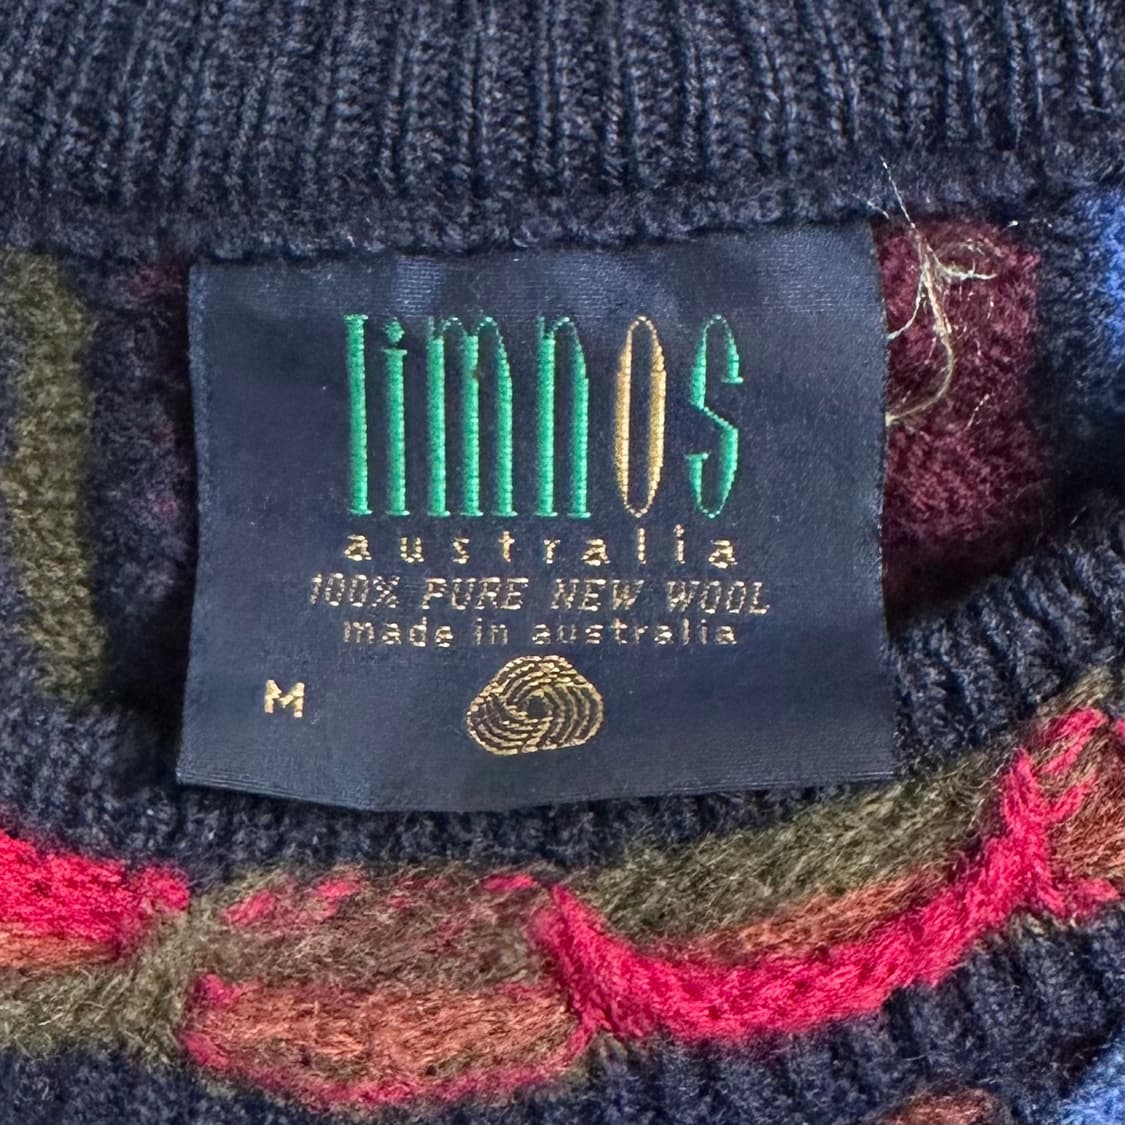 limnos
australia
100% PURE NEW WOOL
made in australia
M